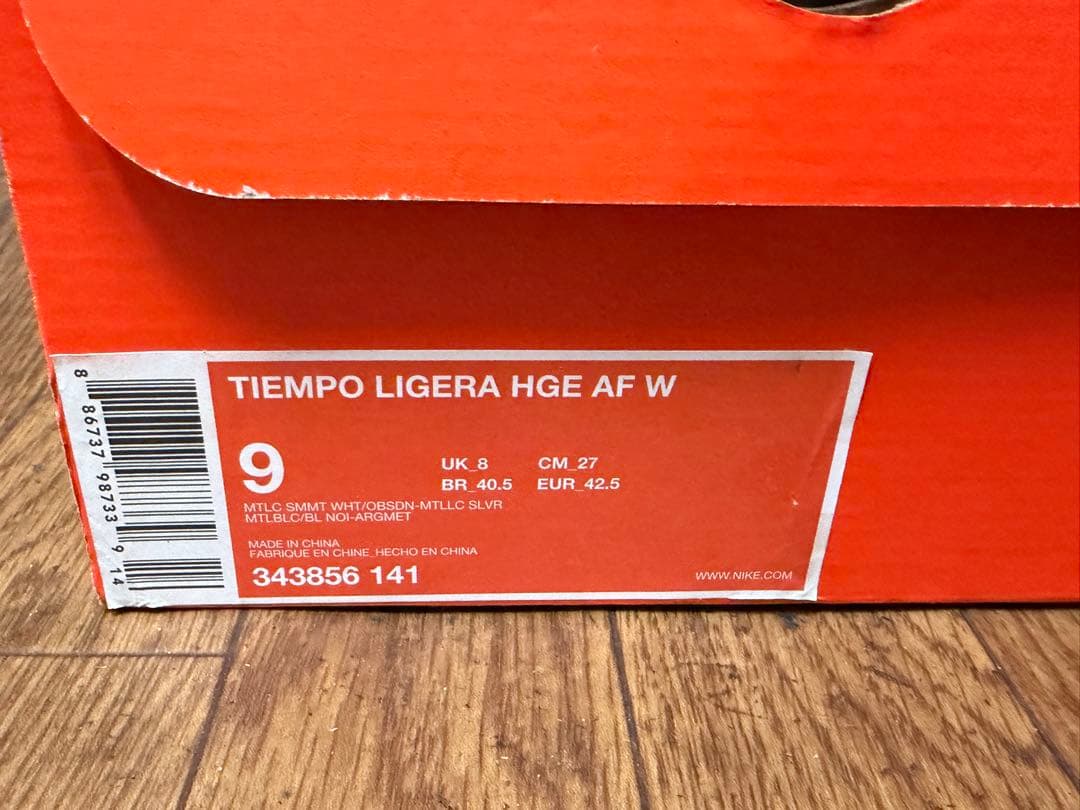 TIEMPO LIGERA HGE AF W
9
UK_8 CM_27
BR_40.5 EUR_42.5
MTLC SMMT WHT/OBSDN-MTLLC SLVR
MTLBLC/BL NOI-ARGMET
MADE IN CHINA
FABRIQUE EN CHINE_HECHO EN CHINA
343856 141
WWW.NIKE.COM
8 86737 98733 9 14